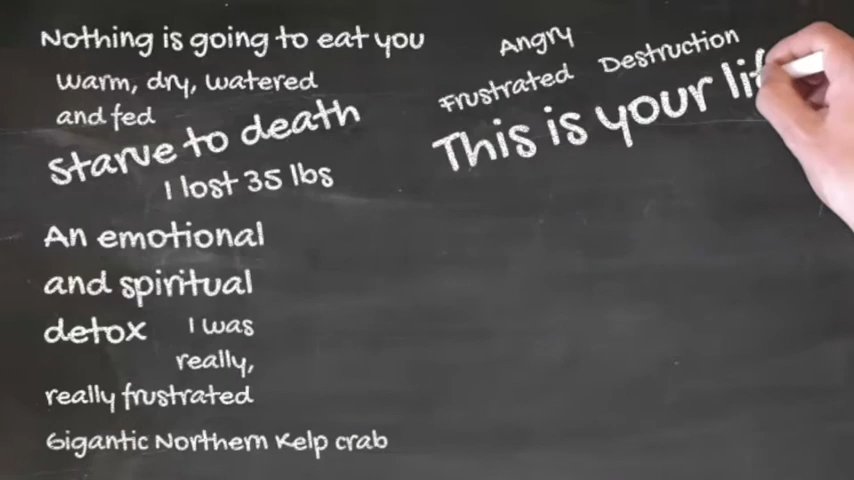 Nothing is going to eat you
warm, dry, watered
and fed
starve to death
I lost 35 lbs
An emotional
and spiritual
detox
I was
really,
really frustrated
Gigantic Northern Kelp crab
Angry
Frustrated
Destruction
This is your lif